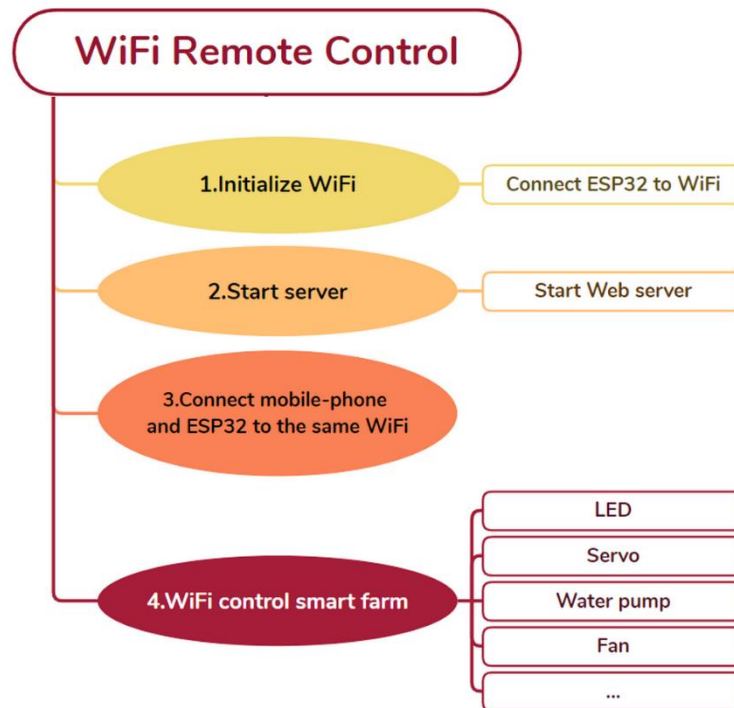 WiFi Remote Control
1.Initialize WiFi
Connect ESP32 to WiFi
2.Start server
Start Web server
3.Connect mobile-phone
and ESP32 to the same WiFi
4.WiFi control smart farm
LED
Servo
Water pump
Fan
...